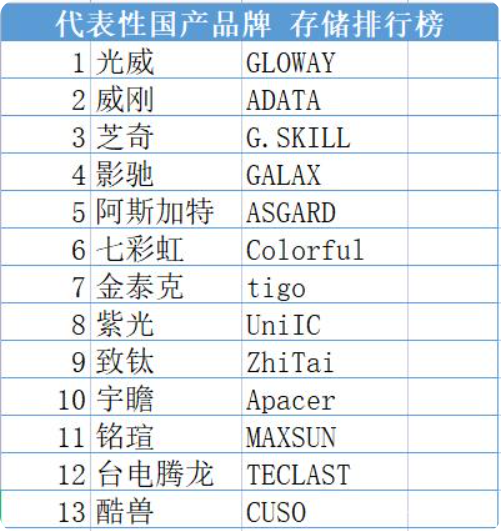 代表性国产品牌 存储排行榜
1 光威 GLOWAY
2 威刚 ADATA
3 芝奇 G.SKILL
4 影驰 GALAX
5 阿斯加特 ASGARD
6 七彩虹 Colorful
7 金泰克 tigo
8 紫光 UniIC
9 致钛 ZhiTai
10 宇瞻 Apacer
11 铭瑄 MAXSUN
12 台电腾龙 TECLAST
13 酷兽 CUSO